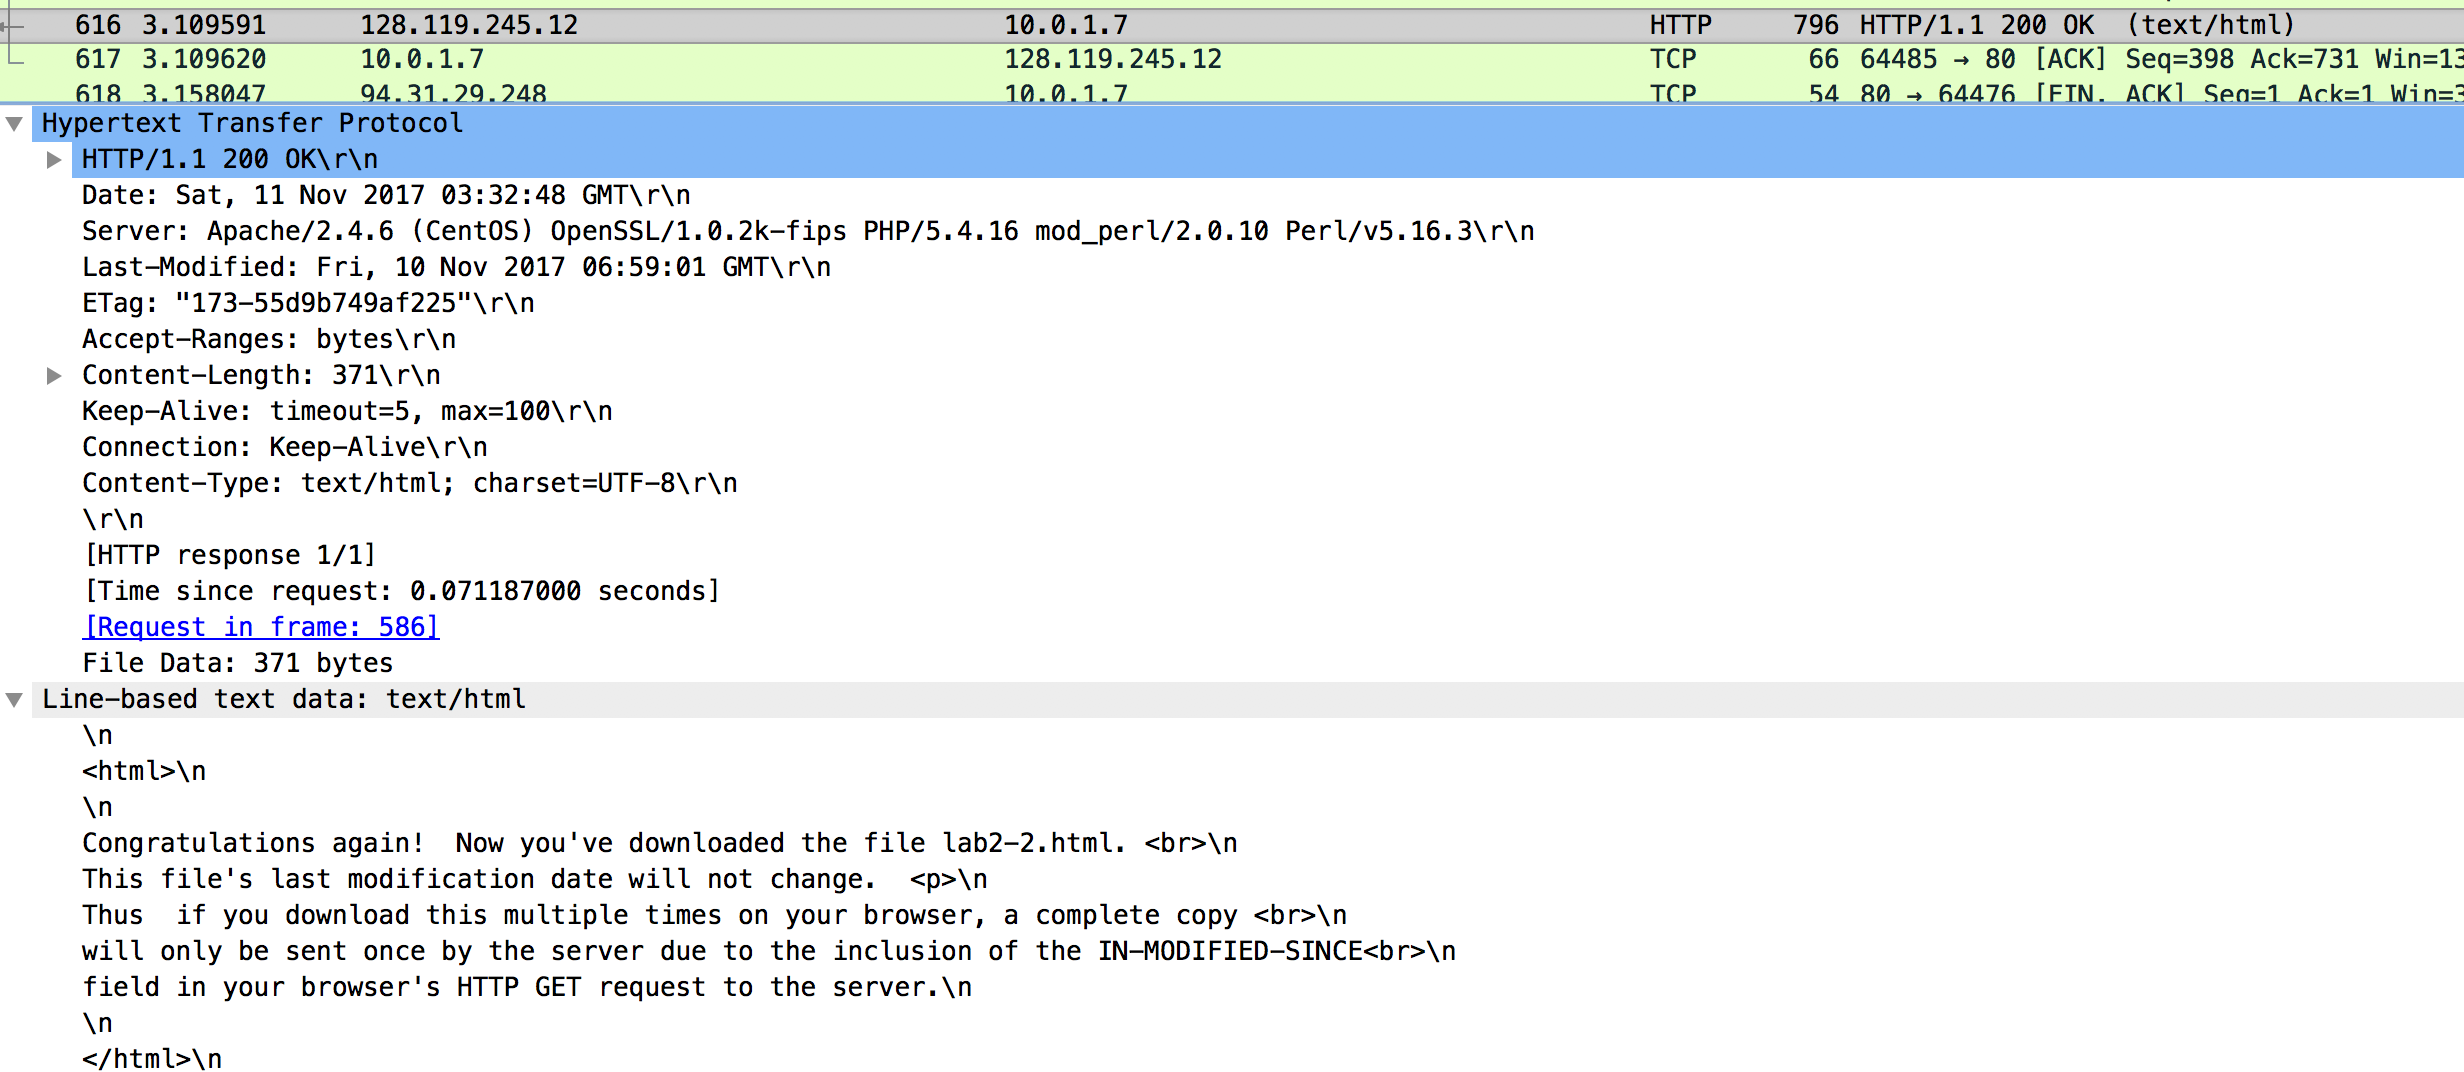 616 3.109591 128.119.245.12 10.0.1.7 HTTP 796 HTTP/1.1 200 OK (text/html)
617 3.109620 10.0.1.7 128.119.245.12 TCP 66 64485 → 80 [ACK] Seq=398 Ack=731 Win=13
618 3.158047 94.31.29.248 10.0.1.7 TCP 54 80 → 64476 [FIN, ACK] Seq=1 Ack=1 Win=3
Hypertext Transfer Protocol
HTTP/1.1 200 OK\r\n
Date: Sat, 11 Nov 2017 03:32:48 GMT\r\n
Server: Apache/2.4.6 (CentOS) OpenSSL/1.0.2k-fips PHP/5.4.16 mod_perl/2.0.10 Perl/v5.16.3\r\n
Last-Modified: Fri, 10 Nov 2017 06:59:01 GMT\r\n
ETag: "173-55d9b749af225"\r\n
Accept-Ranges: bytes\r\n
Content-Length: 371\r\n
Keep-Alive: timeout=5, max=100\r\n
Connection: Keep-Alive\r\n
Content-Type: text/html; charset=UTF-8\r\n
\r\n
[HTTP response 1/1]
[Time since request: 0.071187000 seconds]
[Request in frame: 586]
File Data: 371 bytes
Line-based text data: text/html
\n
<html>\n
\n
Congratulations again!  Now you've downloaded the file lab2-2.html. <br>\n
This file's last modification date will not change.  <p>\n
Thus  if you download this multiple times on your browser, a complete copy <br>\n
will only be sent once by the server due to the inclusion of the IN-MODIFIED-SINCE<br>\n
field in your browser's HTTP GET request to the server.\n
\n
</html>\n